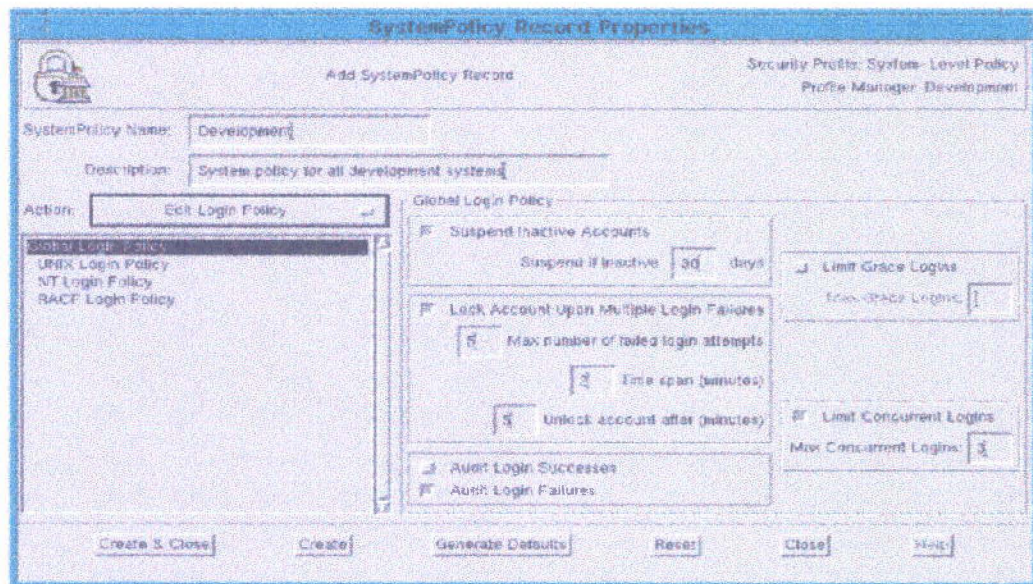 SystemPolicy Record Properties
Add SystemPolicy Record
Security Profile: System-Level Policy
Profile Manager: Development
SystemPolicy Name: Development
Description: System policy for all development systems
Action: Edit Login Policy
Global Login Policy
UNIX Login Policy
NT Login Policy
RACF Login Policy
Global Login Policy
Suspend Inactive Accounts
Suspend if inactive 30 days
Lock Account Upon Multiple Login Failures
5 Max number of failed login attempts
2 Time span (minutes)
5 Unlock account after (minutes)
Audit Login Successes
Audit Login Failures
Limit Grace Logins
Max Grace Logins:
Limit Concurrent Logins
Max Concurrent Logins: 3
Create & Close
Create
Generate Defaults
Reset
Close
Help